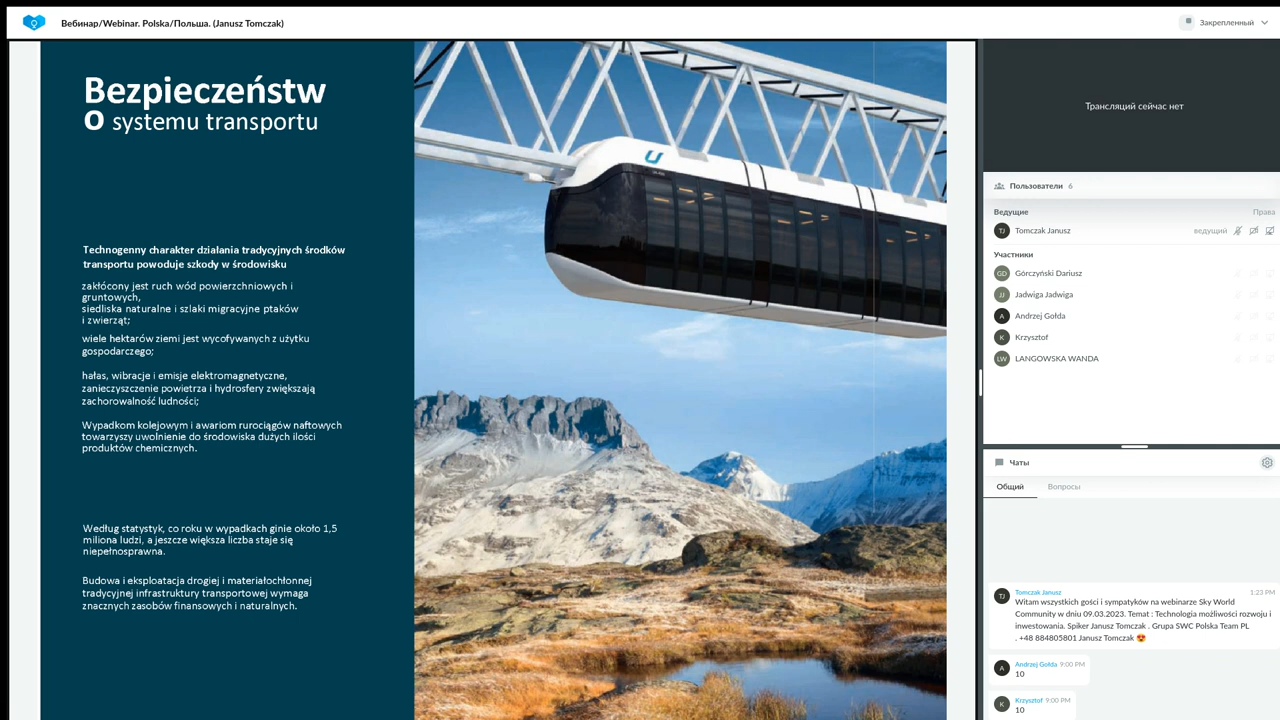 Вебинар/Webinar. Polska/Польша. (Janusz Tomczak)
Закрепленный
Bezpieczeństw
o systemu transportu
Technogenny charakter działania tradycyjnych środków
transportu powoduje szkody w środowisku
zakłócony jest ruch wód powierzchniowych i
gruntowych,
siedliska naturalne i szlaki migracyjne ptaków
i zwierząt;
wiele hektarów ziemi jest wycofywanych z użytku
gospodarczego;
hałas, wibracje i emisje elektromagnetyczne,
zanieczyszczenie powietrza i hydrosfery zwiększają
zachorowalność ludności;
Wypadkom kolejowym i awariom rurociągów naftowych
towarzyszy uwolnienie do środowiska dużych ilości
produktów chemicznych.
Według statystyk, co roku w wypadkach ginie około 1,5
miliona ludzi, a jeszcze większa liczba staje się
niepełnosprawna.
Budowa i eksploatacja drogiej i materiałochłonnej
tradycyjnej infrastruktury transportowej wymaga
znacznych zasobów finansowych i naturalnych.
Трансляций сейчас нет
Пользователи 6
Ведущие Права
TJ Tomczak Janusz ведущий
Участники
GD Górczyński Dariusz
JJ Jadwiga Jadwiga
A Andrzej Gołda
K Krzysztof
LW LANGOWSKA WANDA
Чаты
Общий Вопросы
TJ Tomczak Janusz 1:23 PM
Witam wszystkich gości i sympatyków na webinarze Sky World
Community w dniu 09.03.2023. Temat : Technologia możliwości rozwoju i
inwestowania. Spiker Janusz Tomczak . Grupa SWC Polska Team PL
. +48 884805801 Janusz Tomczak 😍
A Andrzej Gołda 9:00 PM
10
K Krzysztof 9:00 PM
10